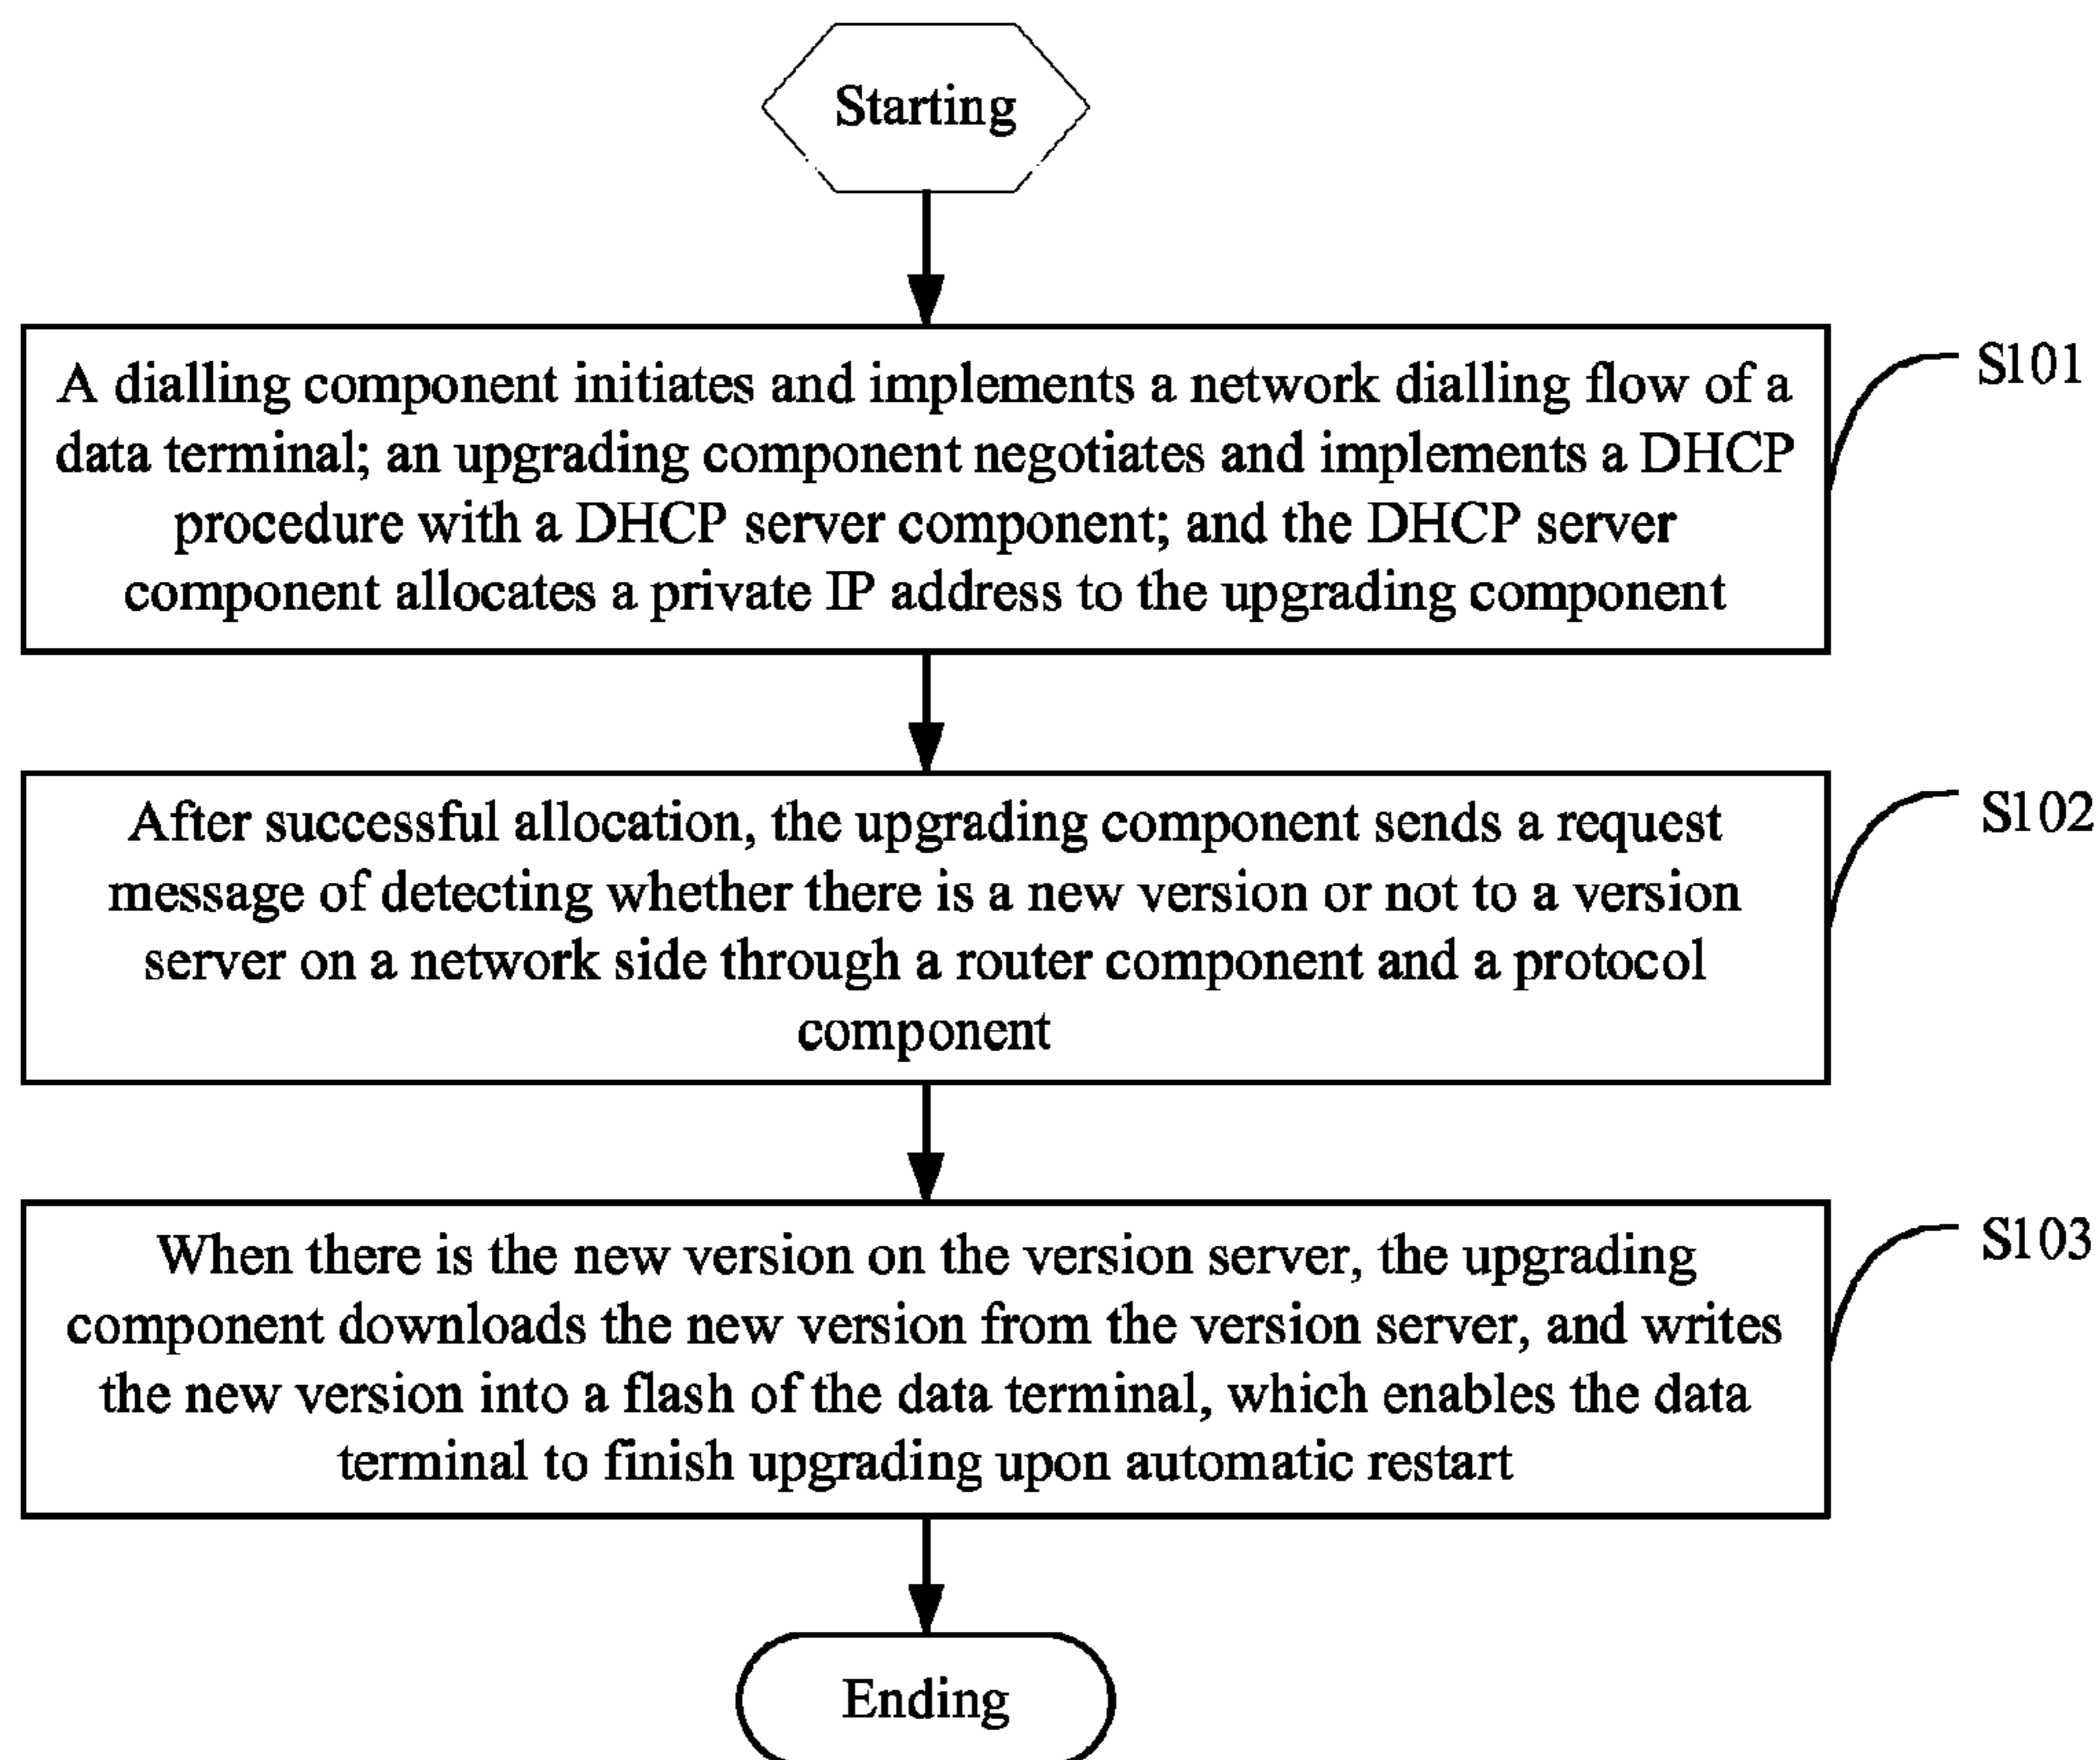 Starting
A dialling component initiates and implements a network dialling flow of a
data terminal; an upgrading component negotiates and implements a DHCP
procedure with a DHCP server component; and the DHCP server
component allocates a private IP address to the upgrading component
S101
After successful allocation, the upgrading component sends a request
message of detecting whether there is a new version or not to a version
server on a network side through a router component and a protocol
component
S102
When there is the new version on the version server, the upgrading
component downloads the new version from the version server, and writes
the new version into a flash of the data terminal, which enables the data
terminal to finish upgrading upon automatic restart
S103
Ending